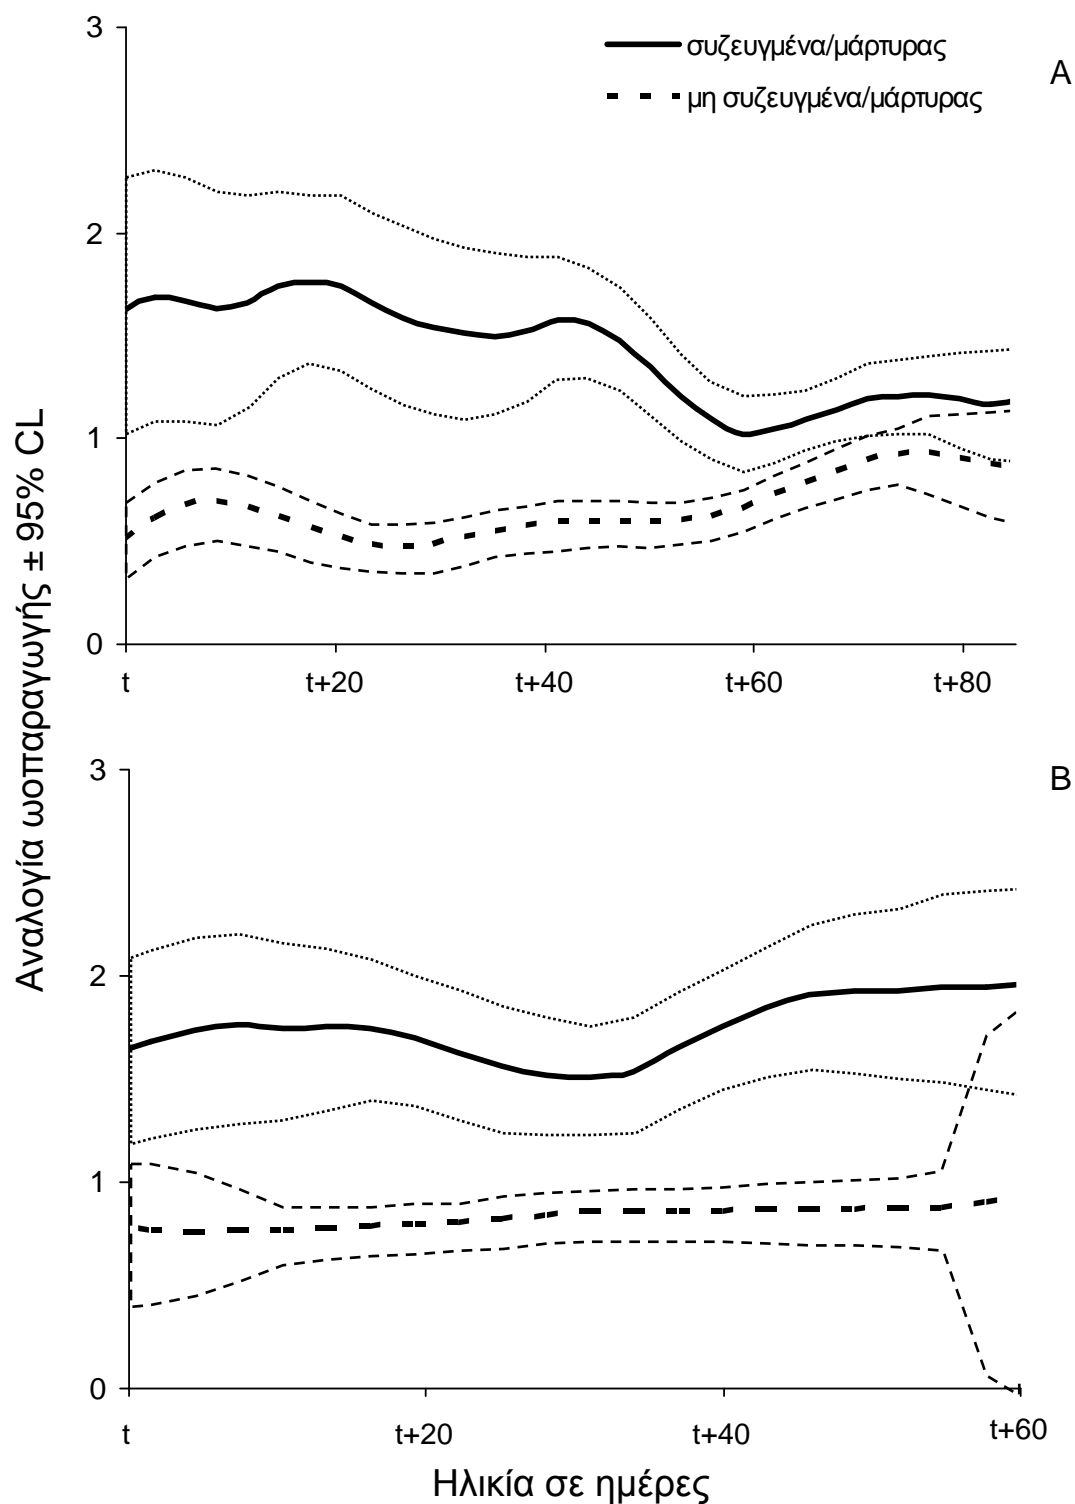 3
συζευγμένα/μάρτυρας
A
μη συζευγμένα/μάρτυρας
2
1
0
t t+20 t+40 t+60 t+80
Αναλογία ωοπαραγωγής ± 95% CL
3
B
2
1
0
t t+20 t+40 t+60
Ηλικία σε ημέρες